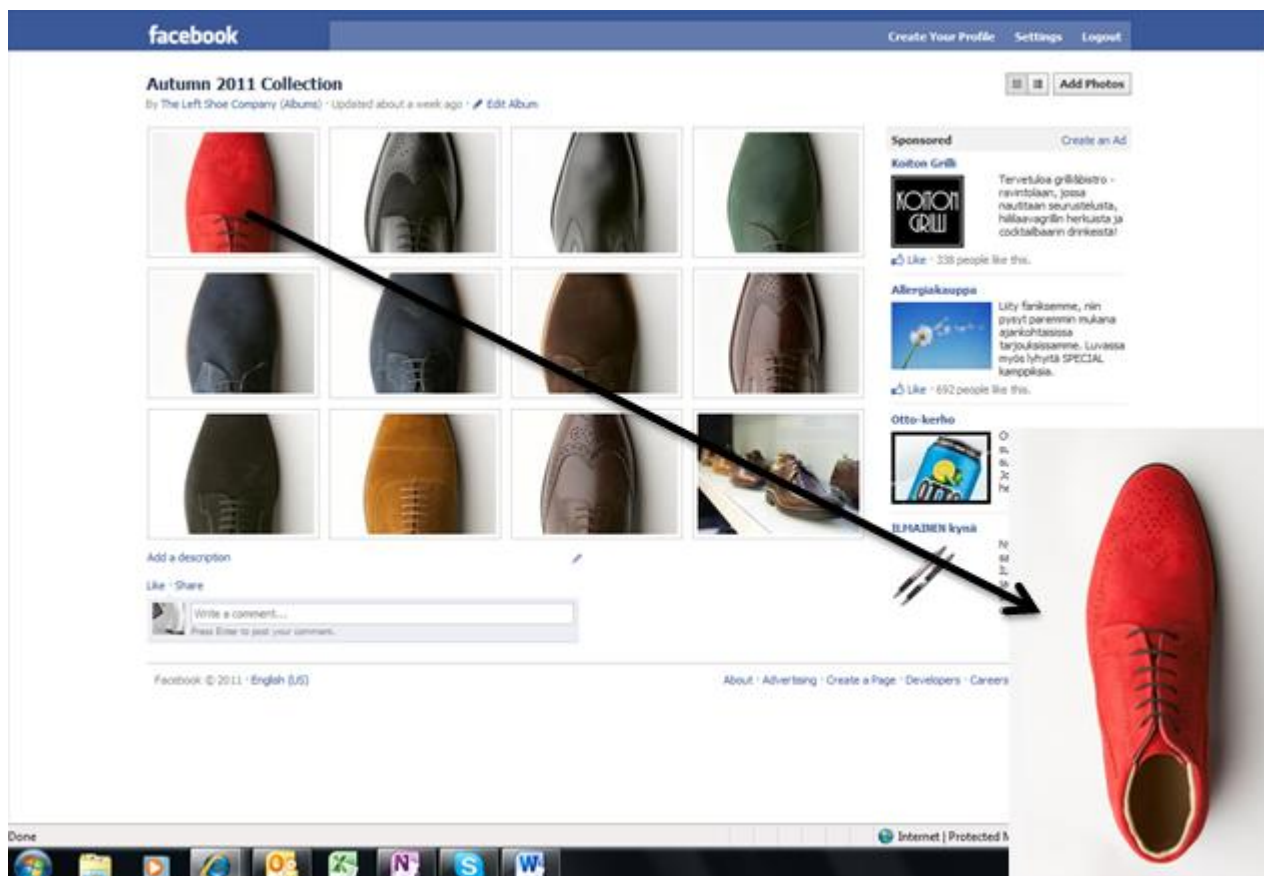 facebook
Create Your Profile Settings Logout
Autumn 2011 Collection
Add Photos
By The Left Shoe Company (Albums) · Updated about a week ago · Edit Album
Sponsored Create an Ad
Koiton Grilli
KOITON
GRILLI
Tervetuloa grilli&bistro -
ravintolaan, jossa
nautitaan seurustelusta,
hiililaavagrillin herkuista ja
cocktailbaarin drinkeistä!
Like · 338 people like this.
Allergiakauppa
Liity faniksemme, niin
pysyt paremmin mukana
ajankohtaisissa
tarjouksissamme. Luvassa
myös lyhyitä SPECIAL
kamppiksia.
Like · 692 people like this.
Otto-kerho
OTTO
ILMAINEN kynä
Add a description
Like · Share
Write a comment...
Press Enter to post your comment.
Facebook © 2011 · English (US)
About · Advertising · Create a Page · Developers · Careers
Done
Internet | Protected M